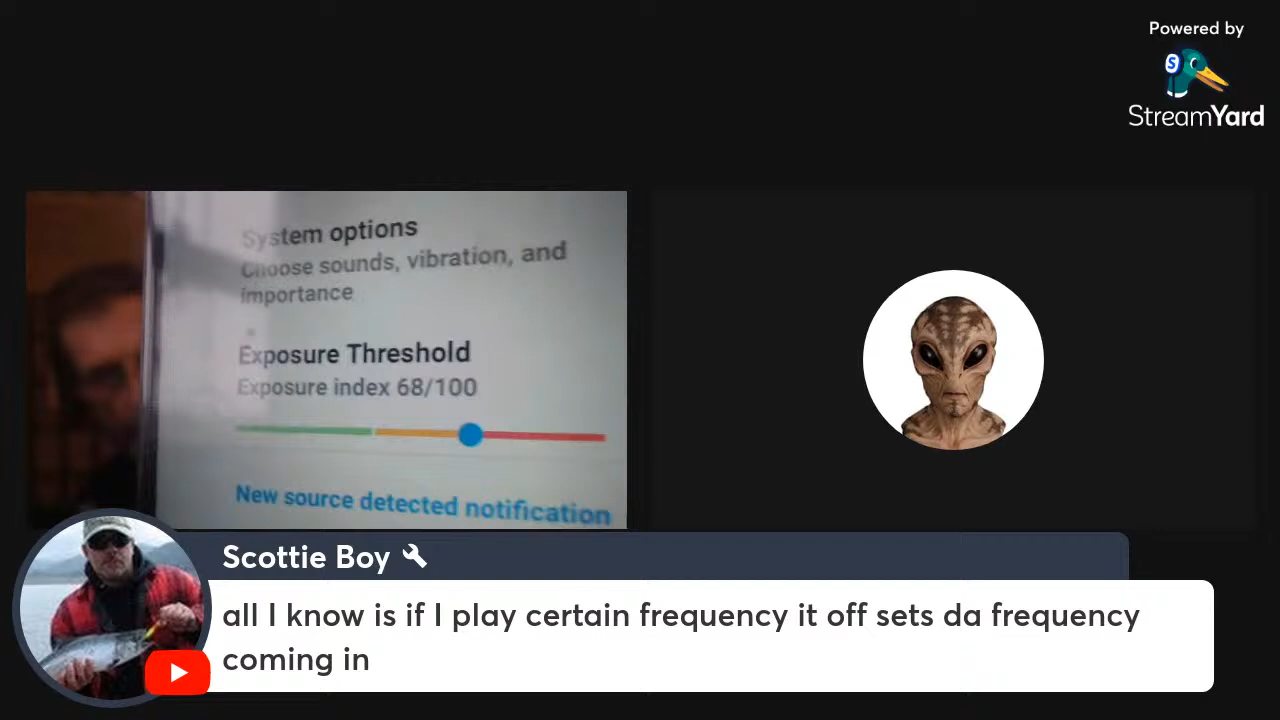 Powered by
StreamYard
System options
Choose sounds, vibration, and
importance
Exposure Threshold
Exposure index 68/100
New source detected notification
Scottie Boy
all I know is if I play certain frequency it off sets da frequency
coming in